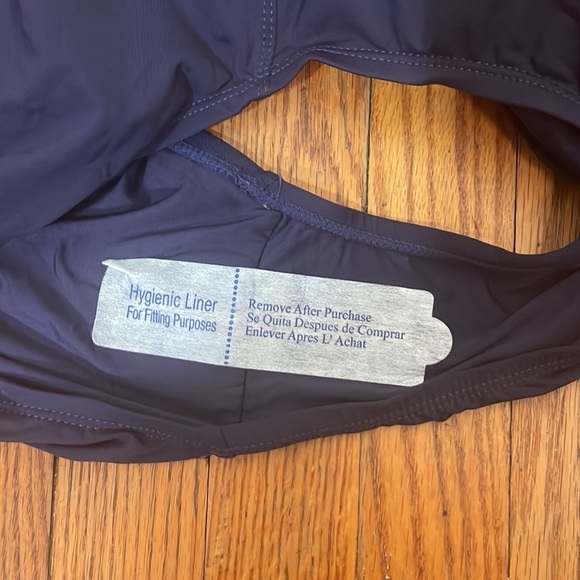 Hygienic Liner
For Fitting Purposes
Remove After Purchase
Se Quita Despues de Comprar
Enlever Apres L' Achat